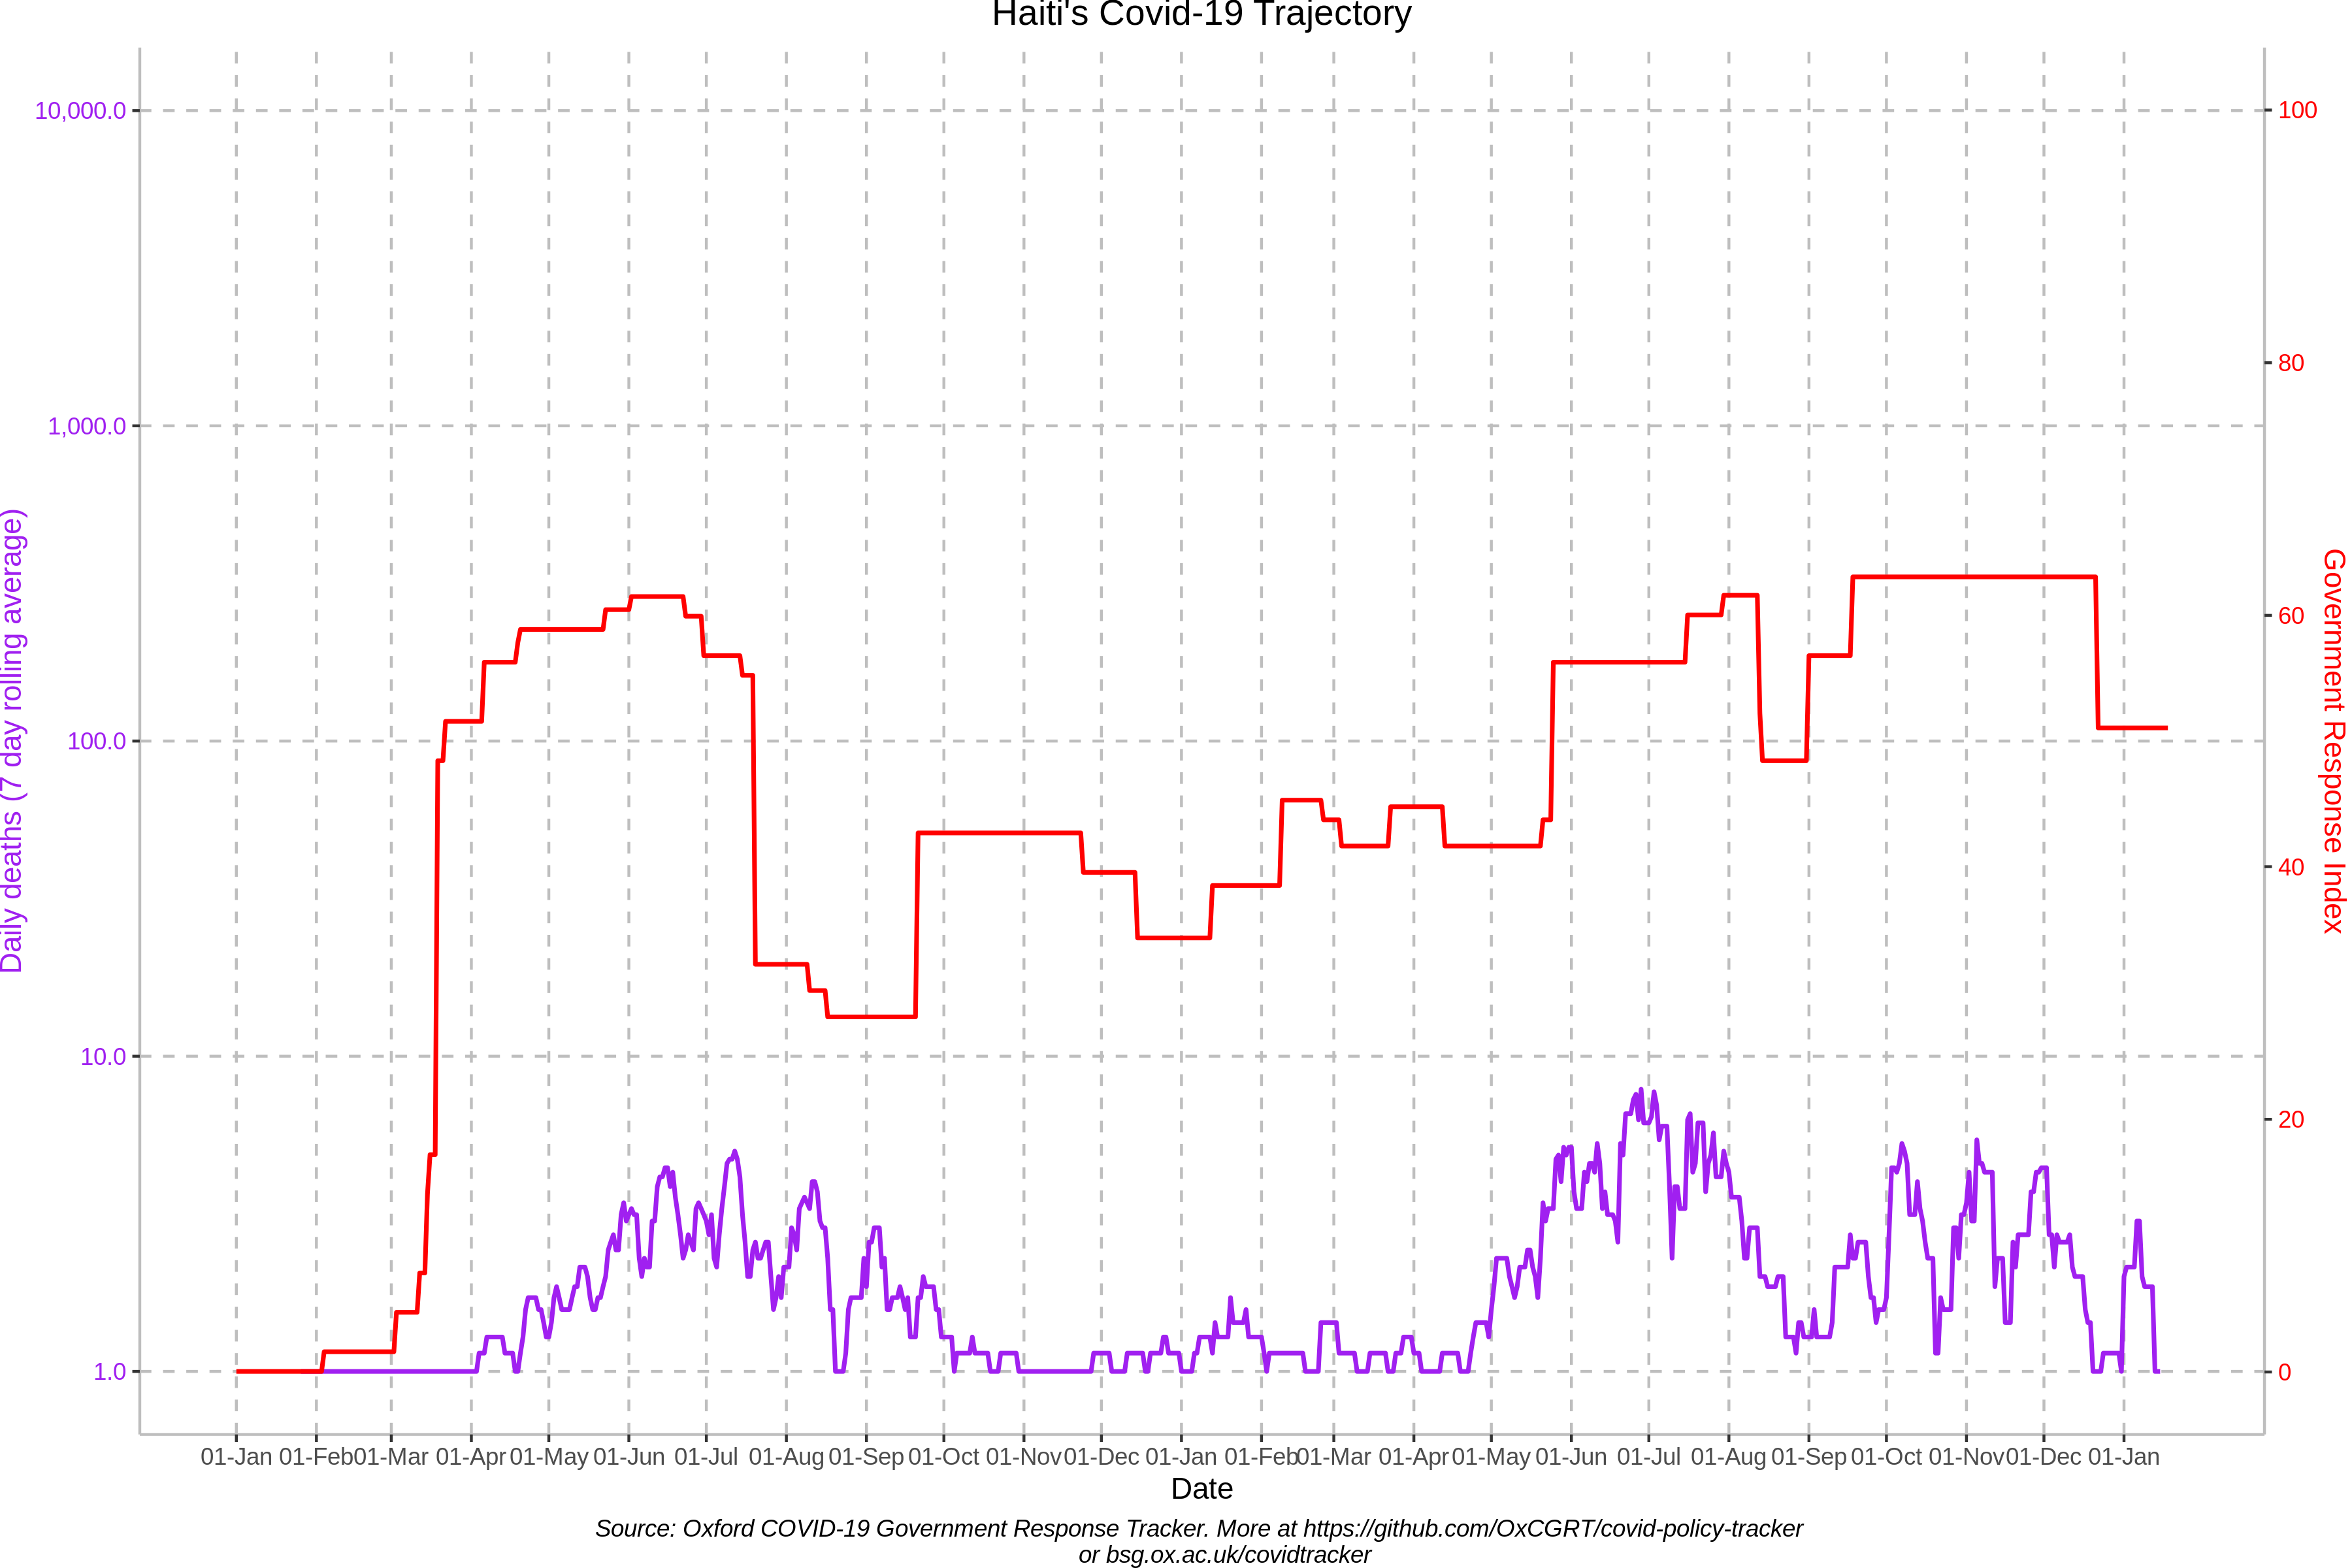 Haiti's Covid-19 Trajectory
10,000.0
1,000.0
100.0
10.0
1.0
Daily deaths (7 day rolling average)
100
80
60
40
20
0
Government Response Index
01-Jan 01-Feb 01-Mar 01-Apr 01-May 01-Jun 01-Jul 01-Aug 01-Sep 01-Oct 01-Nov 01-Dec 01-Jan 01-Feb 01-Mar 01-Apr 01-May 01-Jun 01-Jul 01-Aug 01-Sep 01-Oct 01-Nov 01-Dec 01-Jan
Date
Source: Oxford COVID-19 Government Response Tracker. More at https://github.com/OxCGRT/covid-policy-tracker
or bsg.ox.ac.uk/covidtracker